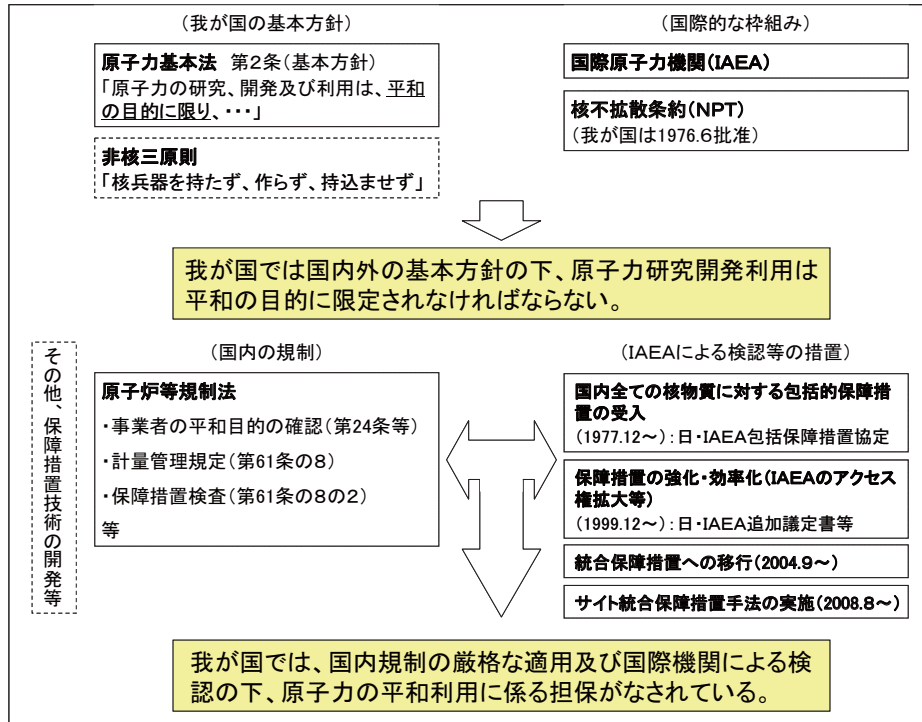 (我が国の基本方針)
原子力基本法 第2条(基本方針)
「原子力の研究、開発及び利用は、平和
の目的に限り、・・・」
非核三原則
「核兵器を持たず、作らず、持込ませず」
(国際的な枠組み)
国際原子力機関(IAEA)
核不拡散条約(NPT)
(我が国は1976.6批准)
我が国では国内外の基本方針の下、原子力研究開発利用は
平和の目的に限定されなければならない。
その他、保障措置技術の開発等
(国内の規制)
原子炉等規制法
・事業者の平和目的の確認(第24条等)
・計量管理規定(第61条の8)
・保障措置検査(第61条の8の2)
等
(IAEAによる検認等の措置)
国内全ての核物質に対する包括的保障措
置の受入
(1977.12~):日・IAEA包括保障措置協定
保障措置の強化・効率化(IAEAのアクセス
権拡大等)
(1999.12~):日・IAEA追加議定書等
統合保障措置への移行(2004.9~)
サイト統合保障措置手法の実施(2008.8~)
我が国では、国内規制の厳格な適用及び国際機関による検
認の下、原子力の平和利用に係る担保がなされている。